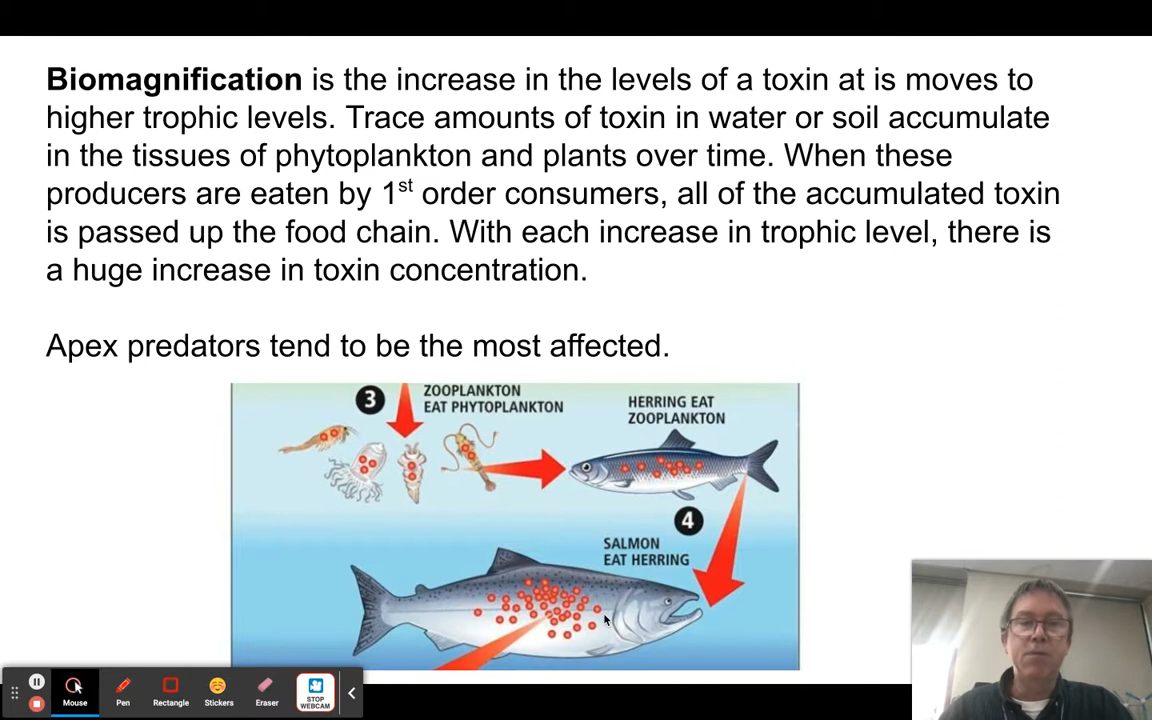 Biomagnification is the increase in the levels of a toxin at is moves to
higher trophic levels. Trace amounts of toxin in water or soil accumulate
in the tissues of phytoplankton and plants over time. When these
producers are eaten by 1st order consumers, all of the accumulated toxin
is passed up the food chain. With each increase in trophic level, there is
a huge increase in toxin concentration.
Apex predators tend to be the most affected.
3
ZOOPLANKTON
EAT PHYTOPLANKTON
HERRING EAT
ZOOPLANKTON
4
SALMON
EAT HERRING
Mouse
Pen
Rectangle
Stickers
Eraser
STOP
WEBCAM